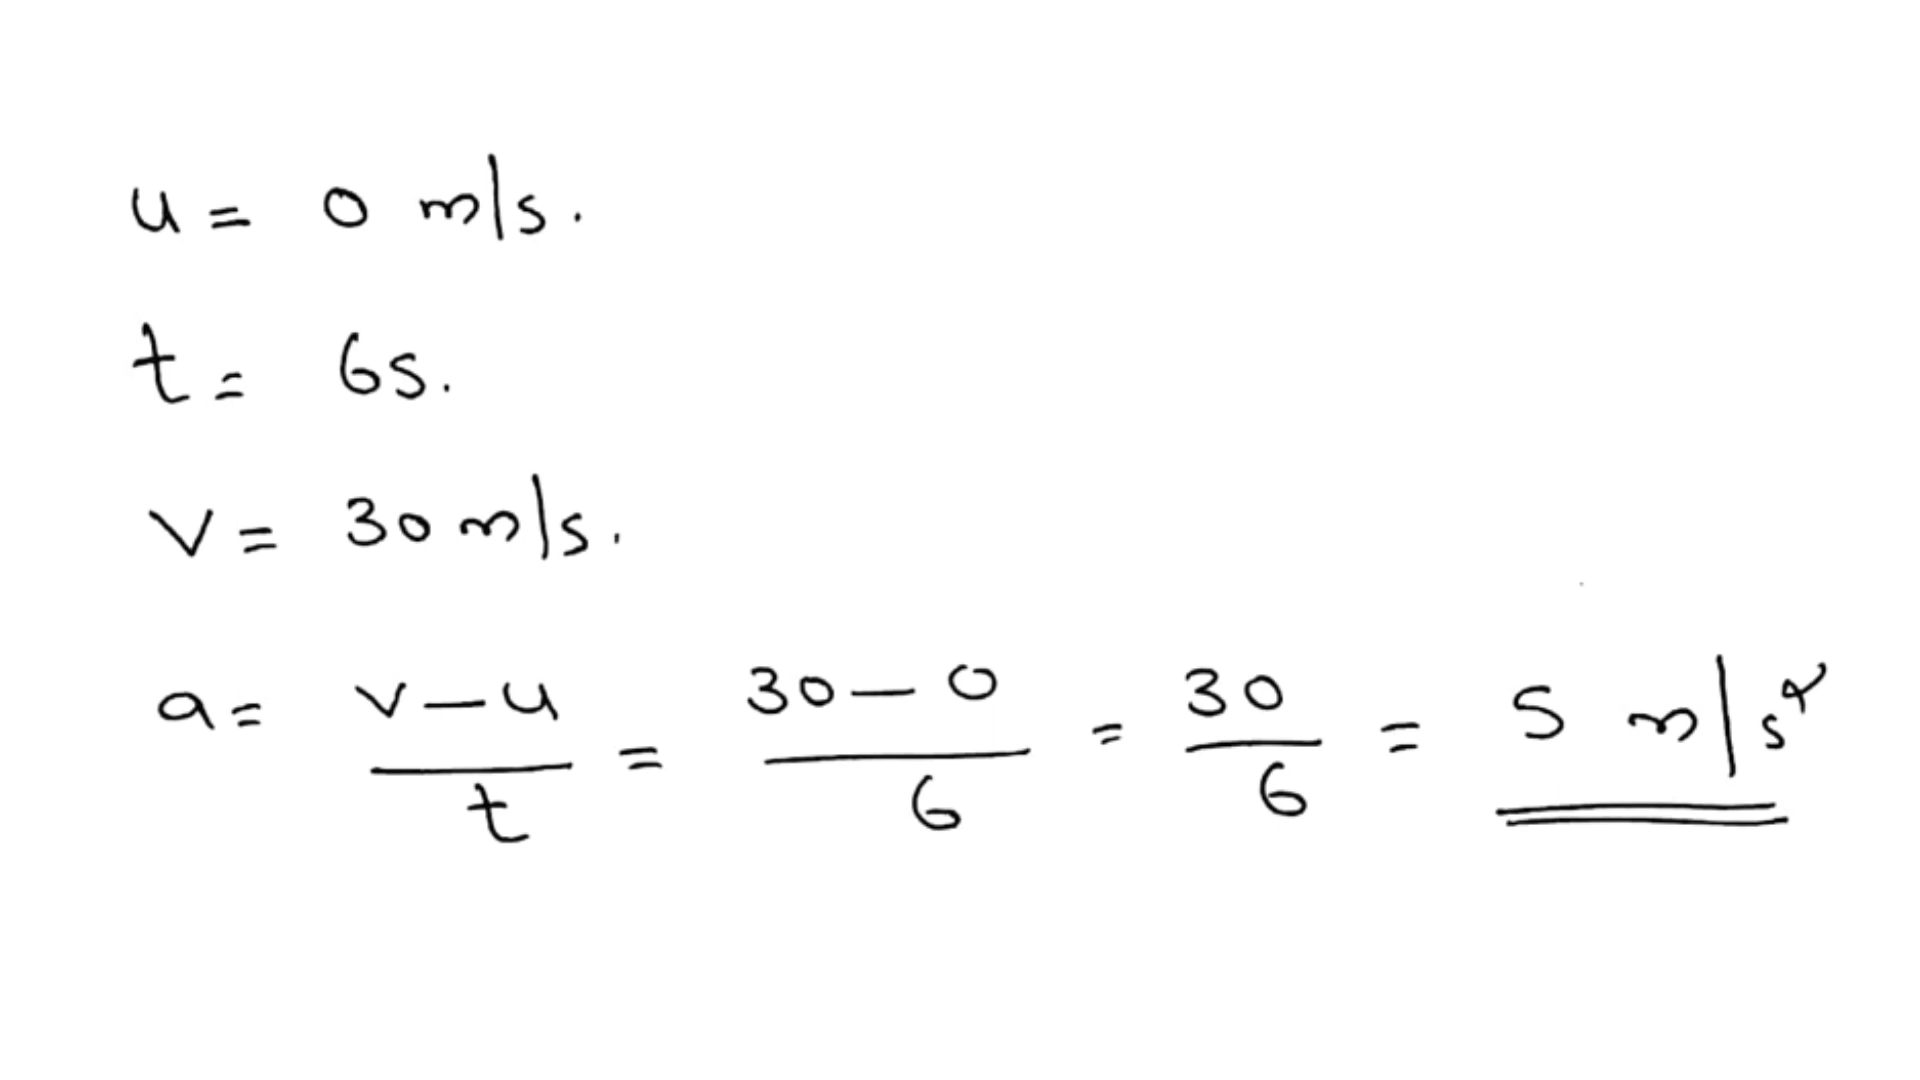 u = 0 m/s.
t = 6s.
v = 30 m/s.
a = v-u/t = 30-0/6 = 30/6 = 5 m/s²